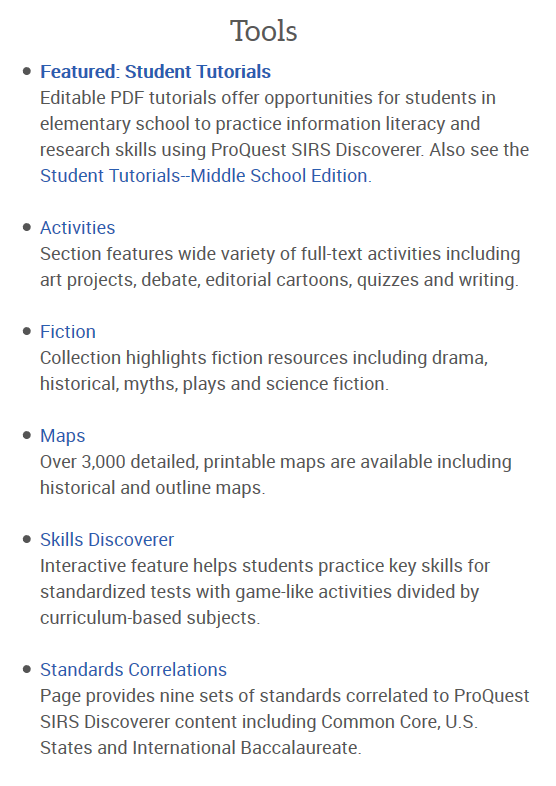 Tools
Featured: Student Tutorials
Editable PDF tutorials offer opportunities for students in
elementary school to practice information literacy and
research skills using ProQuest SIRS Discoverer. Also see the
Student Tutorials--Middle School Edition.
Activities
Section features wide variety of full-text activities including
art projects, debate, editorial cartoons, quizzes and writing.
Fiction
Collection highlights fiction resources including drama,
historical, myths, plays and science fiction.
Maps
Over 3,000 detailed, printable maps are available including
historical and outline maps.
Skills Discoverer
Interactive feature helps students practice key skills for
standardized tests with game-like activities divided by
curriculum-based subjects.
Standards Correlations
Page provides nine sets of standards correlated to ProQuest
SIRS Discoverer content including Common Core, U.S.
States and International Baccalaureate.